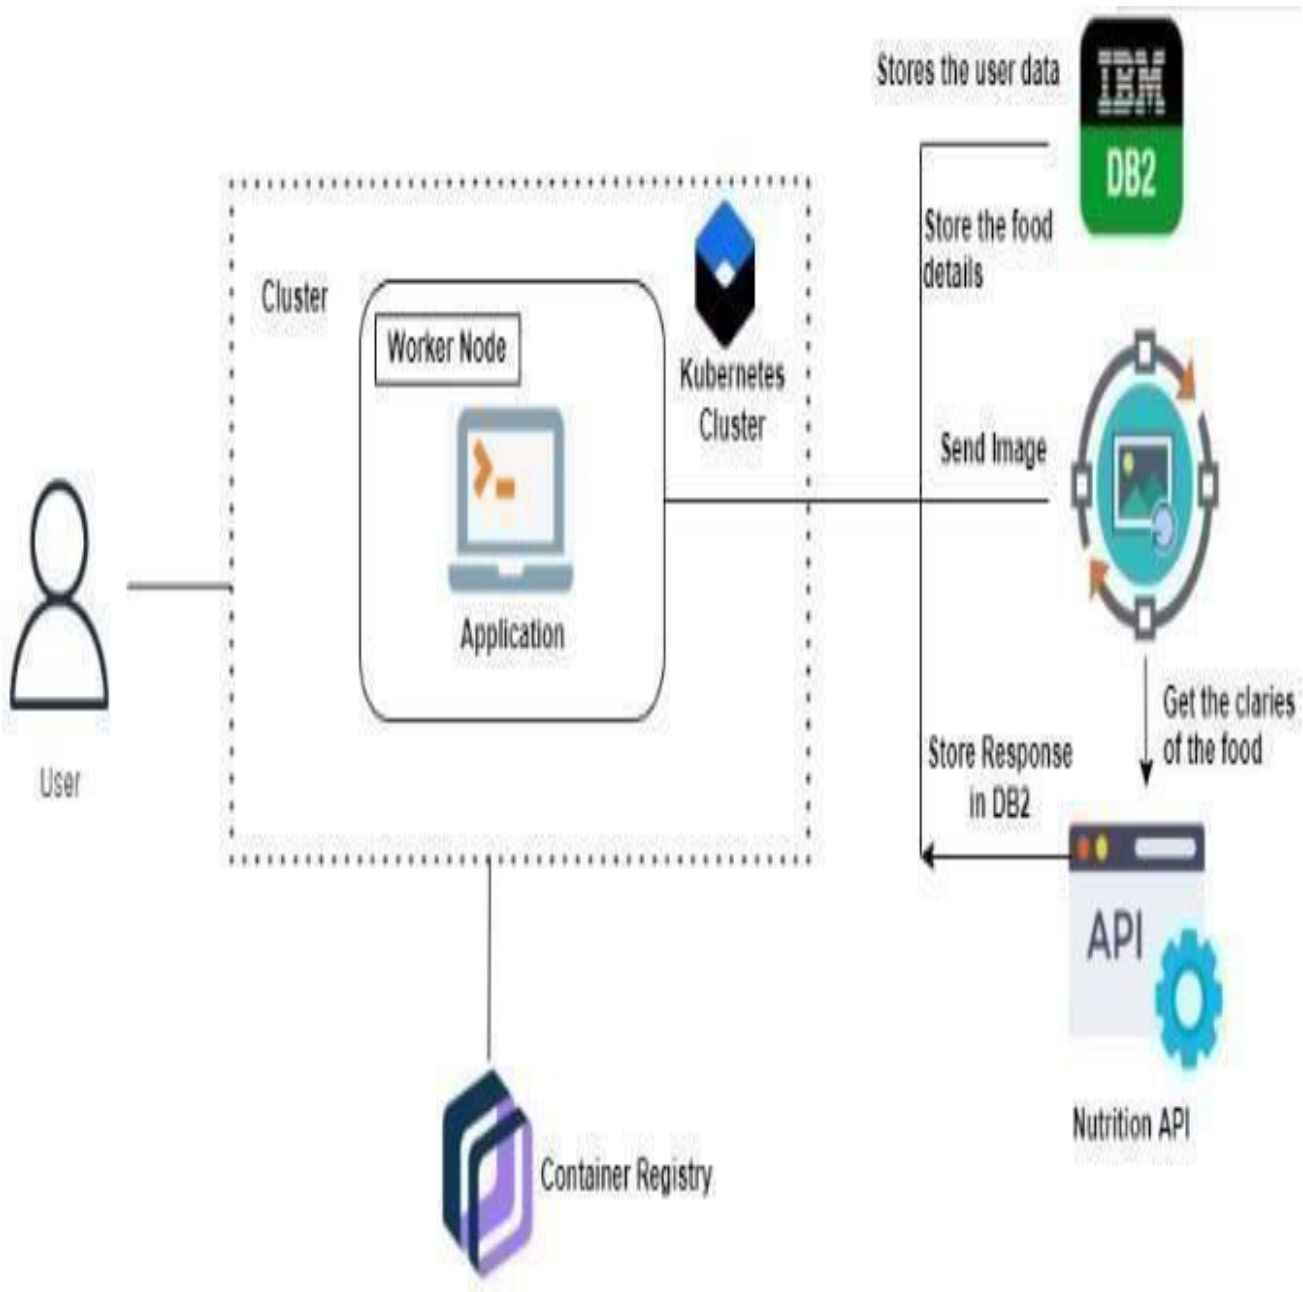 Stores the user data
IBM
DB2
Store the food
details
Cluster
Worker Node
Kubernetes
Cluster
Send Image
Application
User
Get the claries
of the food
Store Response
in DB2
API
Nutrition API
Container Registry